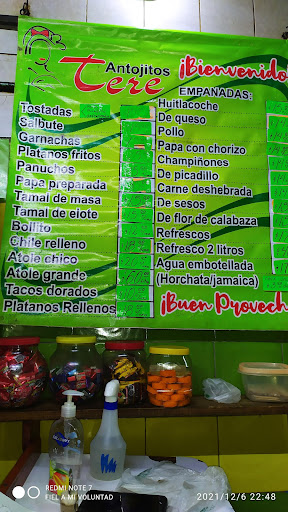 Antojitos
Tere
¡Bienvenido
Tostadas
Salbute
Garnachas
Platanos fritos
Panuchos
Papa preparada
Tamal de masa
Tamal de elote
Bollito
Chile relleno
Atole chico
Atole grande
Tacos dorados
Platanos Rellenos
EMPANADAS:
Huitlacoche
De queso
Pollo
Papa con chorizo
Champiñones
De picadillo
Carne deshebrada
De sesos
De flor de calabaza
Refrescos
Refresco 2 litros
Agua embotellada
(Horchata/jamaica)
¡Buen Provech
REDMI NOTE 7
FIEL A MI VOLUNTAD
2021/12/6 22:48